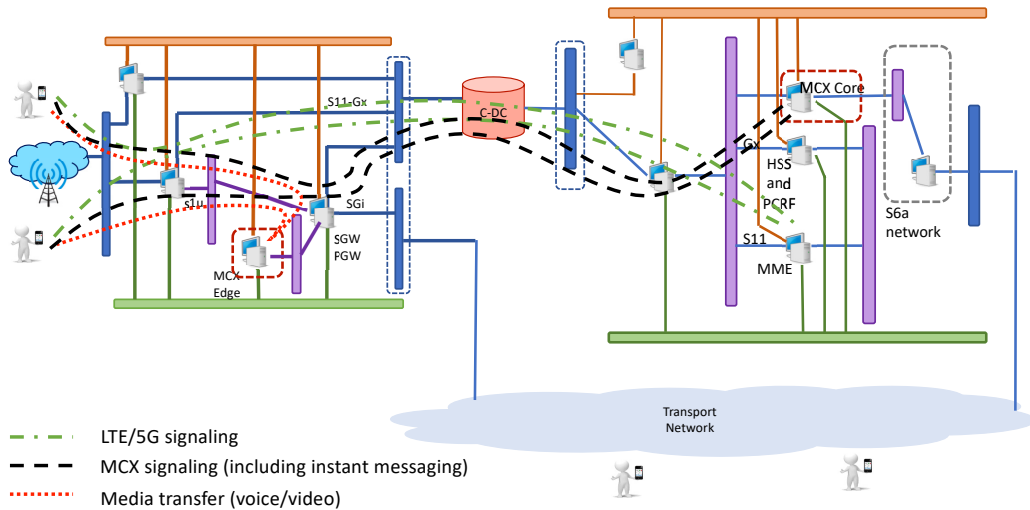 S11-Gx
C-DC
MCX Core
Gx
HSS
and
PCRF
s1u
SGi
S6a
network
SGW
PGW
S11
MME
MCX
Edge
Transport
Network
LTE/5G signaling
MCX signaling (including instant messaging)
Media transfer (voice/video)